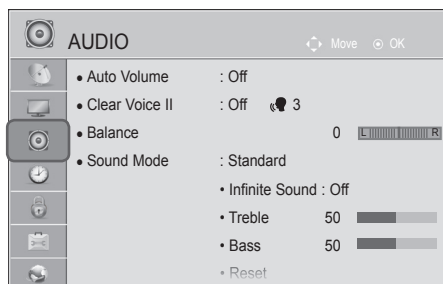 AUDIO
Move OK
• Auto Volume : Off
• Clear Voice II : Off 3
• Balance 0 L R
• Sound Mode : Standard
• Infinite Sound : Off
• Treble 50
• Bass 50
• Reset